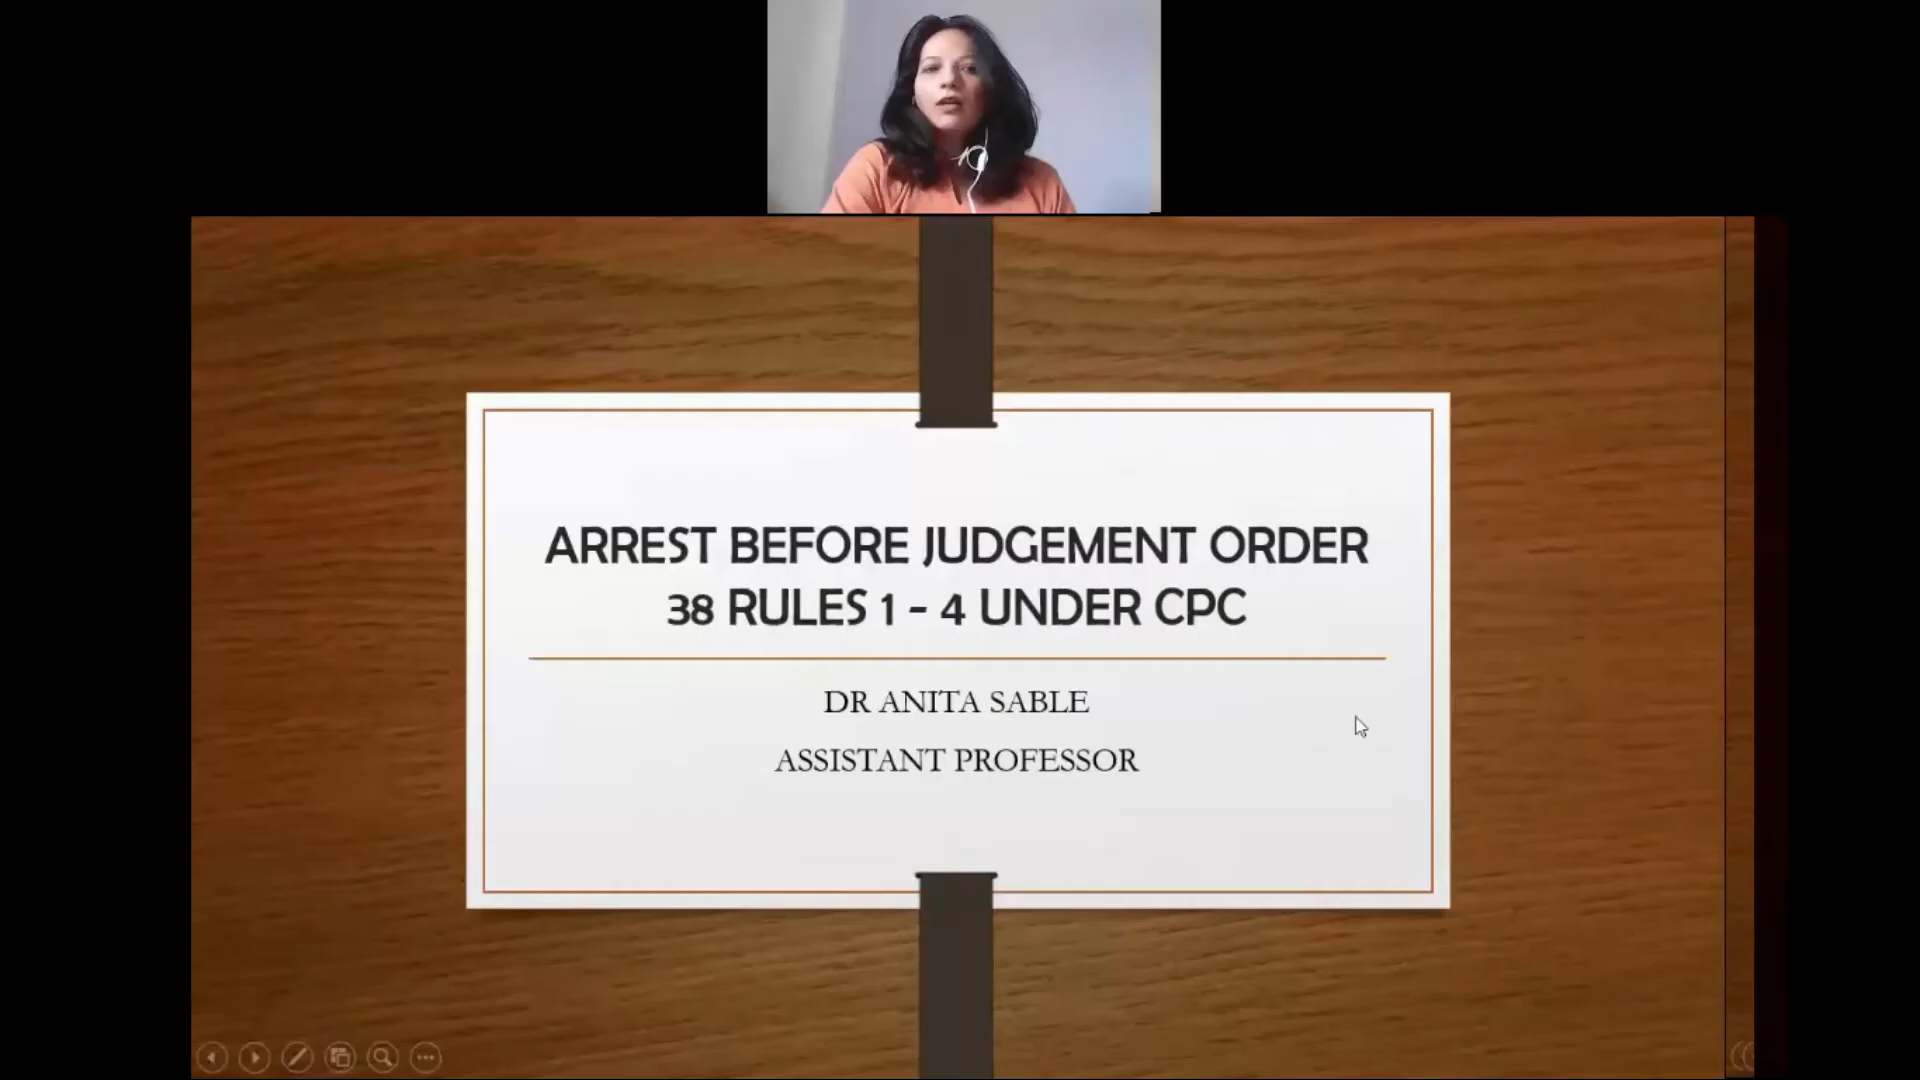 ARREST BEFORE JUDGEMENT ORDER
38 RULES 1 - 4 UNDER CPC
DR ANITA SABLE
ASSISTANT PROFESSOR